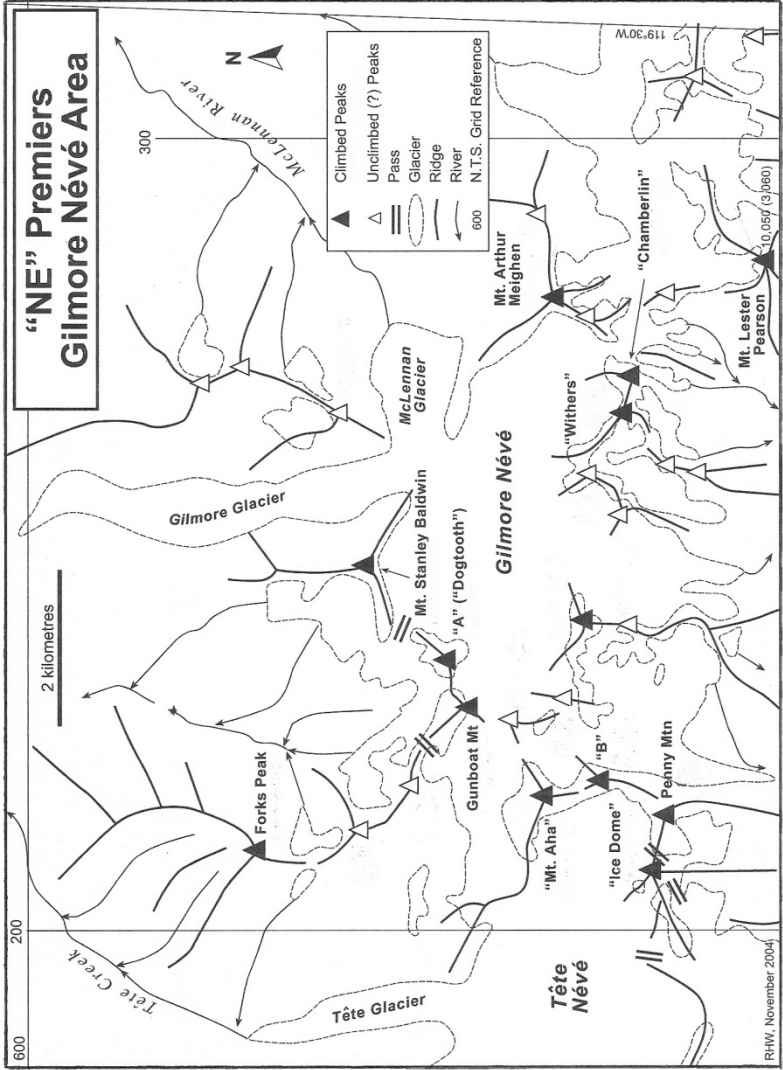 "NE" Premiers
Gilmore Névé Area
N
Climbed Peaks
Unclimbed (?) Peaks
Pass
Glacier
Ridge
River
600 N.T.S. Grid Reference
2 kilometres
600
200
300
119°30'W
McLennan River
Tête Creek
Forks Peak
Gilmore Glacier
McLennan
Glacier
Mt. Stanley Baldwin
"A" ("Dogtooth")
Gunboat Mt
Gilmore Névé
Mt. Arthur
Meighen
"Chamberlin"
"Withers"
Mt. Lester
Pearson
10,050 (3,060)
"Mt. Aha"
"B"
Penny Mtn
"Ice Dome"
Tête Glacier
Tête
Névé
RHW, November 2004